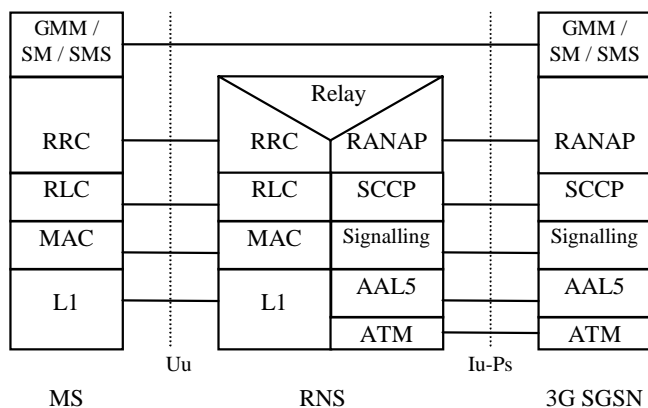 GMM /
SM / SMS
GMM /
SM / SMS
Relay
RRC
RRC
RANAP
RANAP
RLC
RLC
SCCP
SCCP
MAC
MAC
Signalling
Signalling
L1
L1
AAL5
AAL5
ATM
ATM
Uu
Iu-Ps
MS
RNS
3G SGSN